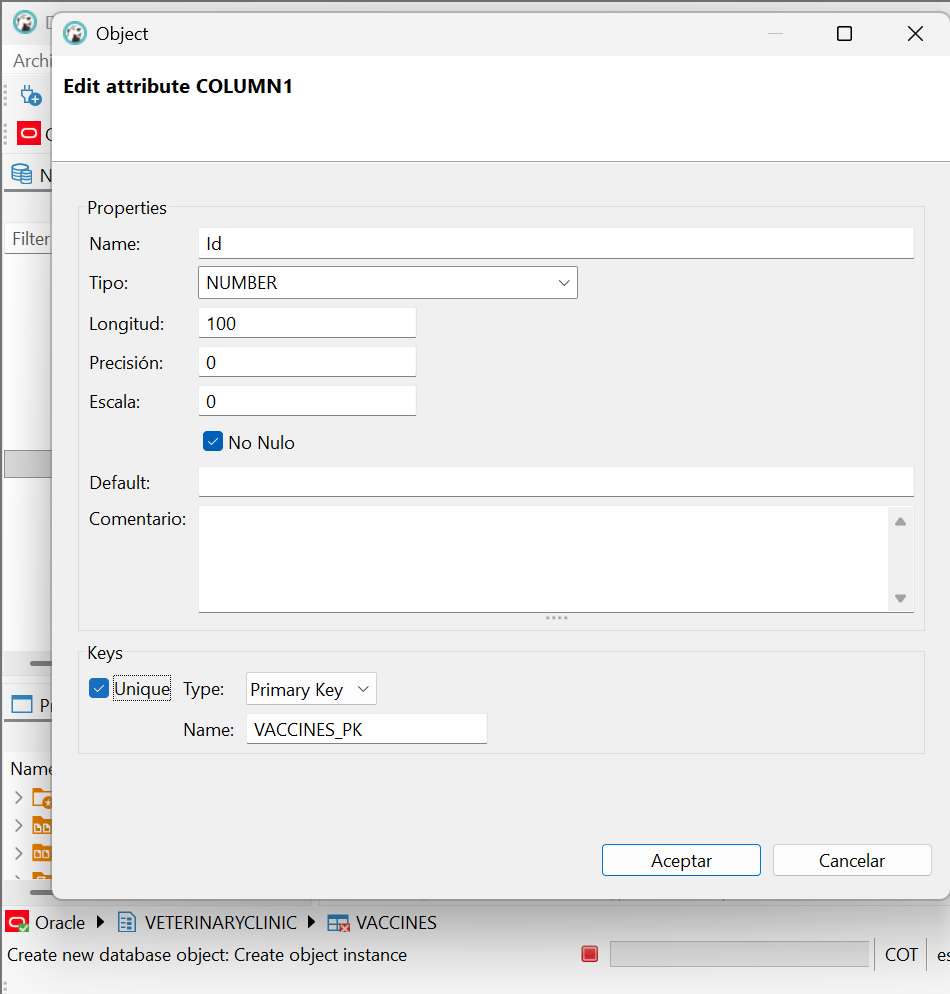 Object
Archi
Edit attribute COLUMN1
N
Filter
Properties
Name: Id
Tipo: NUMBER
Longitud: 100
Precisión: 0
Escala: 0
No Nulo
Default:
Comentario:
Keys
Unique Type: Primary Key
Name: VACCINES_PK
Name
Aceptar Cancelar
Oracle VETERINARYCLINIC VACCINES
Create new database object: Create object instance COT es